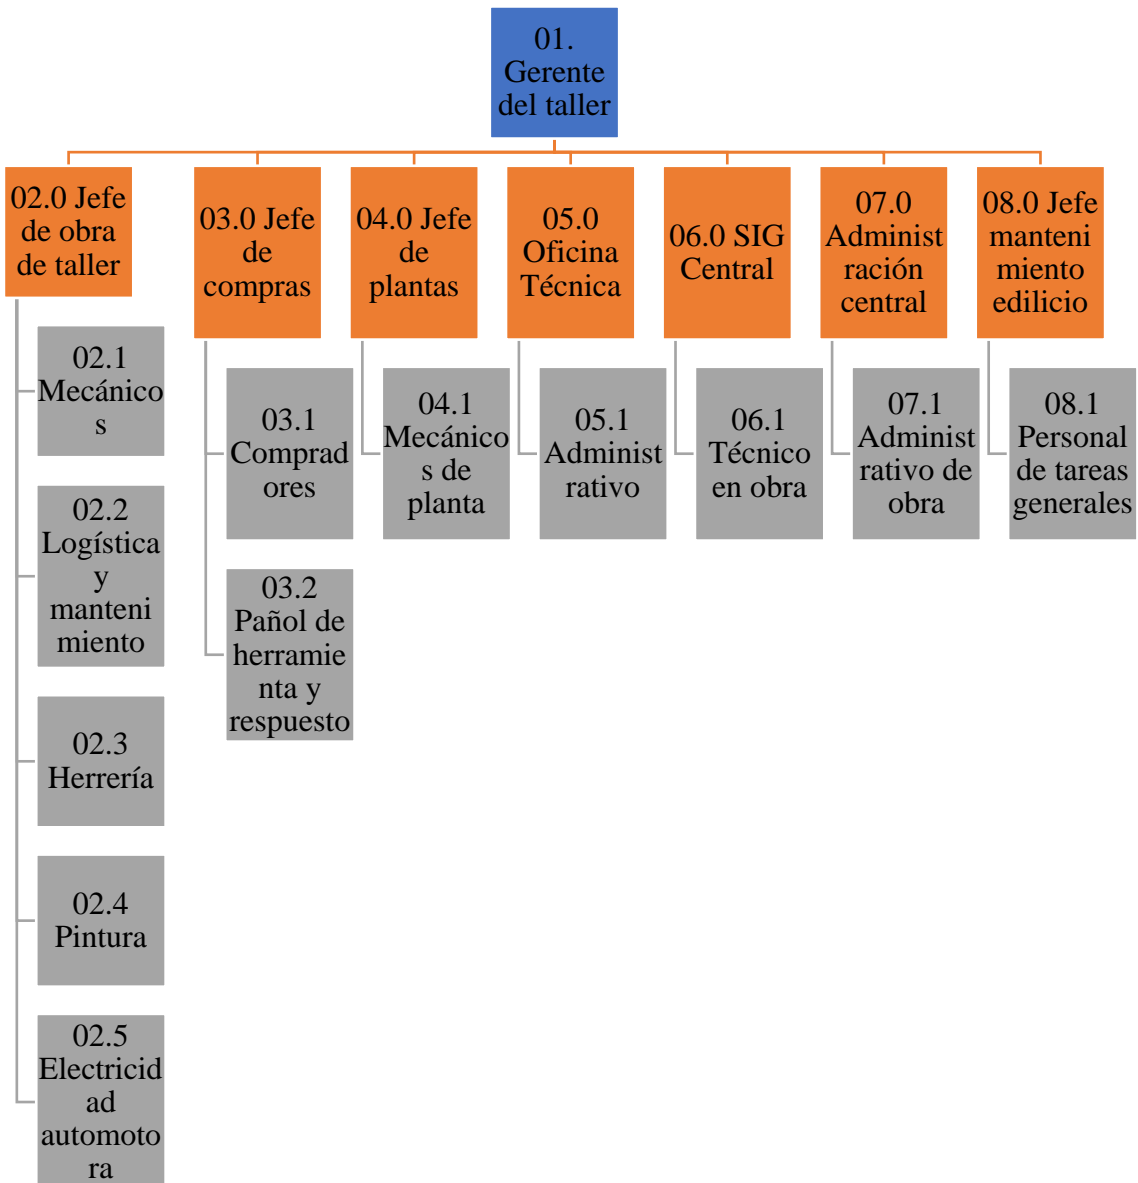 01.
Gerente
del taller
02.0 Jefe
de obra
de taller
03.0 Jefe
de
compras
04.0 Jefe
de
plantas
05.0
Oficina
Técnica
06.0 SIG
Central
07.0
Administ
ración
central
08.0 Jefe
manteni
miento
edilicio
02.1
Mecánico
s
02.2
Logística
y
manteni
miento
02.3
Herrería
02.4
Pintura
02.5
Electricid
ad
automoto
ra
03.1
Comprad
ores
03.2
Pañol de
herramie
nta y
respuesto
04.1
Mecánico
s de
planta
05.1
Administ
rativo
06.1
Técnico
en obra
07.1
Administ
rativo de
obra
08.1
Personal
de tareas
generales